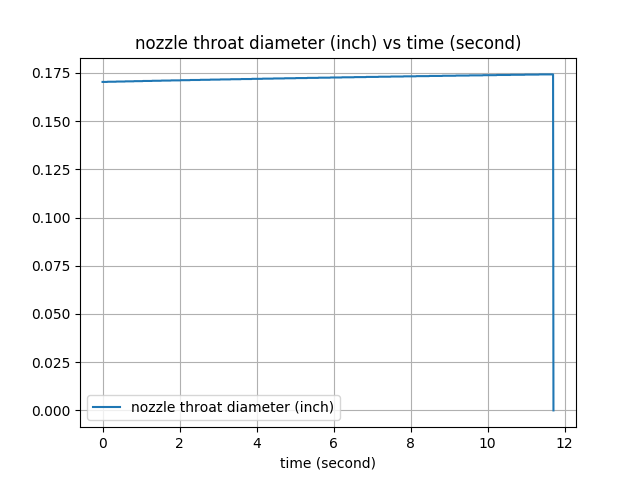 nozzle throat diameter (inch) vs time (second)
0.175
0.150
0.125
0.100
0.075
0.050
0.025
0.000
nozzle throat diameter (inch)
0 2 4 6 8 10 12
time (second)